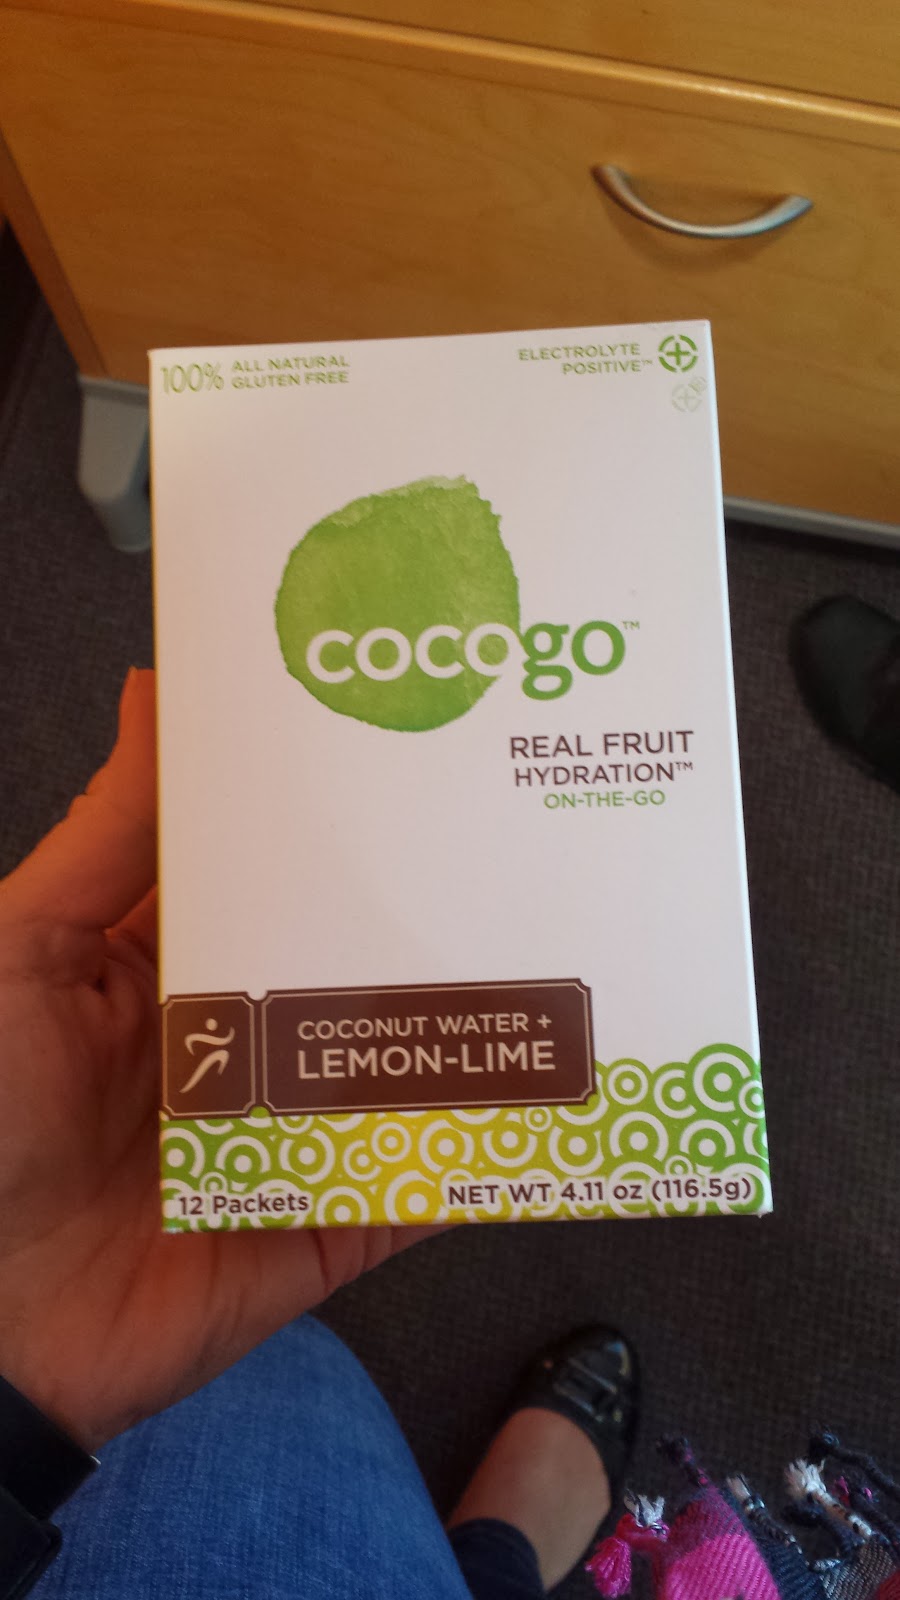 100% ALL NATURAL
GLUTEN FREE
ELECTROLYTE
POSITIVE™
cocogo™
REAL FRUIT
HYDRATION™
ON-THE-GO
COCONUT WATER +
LEMON-LIME
12 Packets
NET WT 4.11 oz (116.5g)